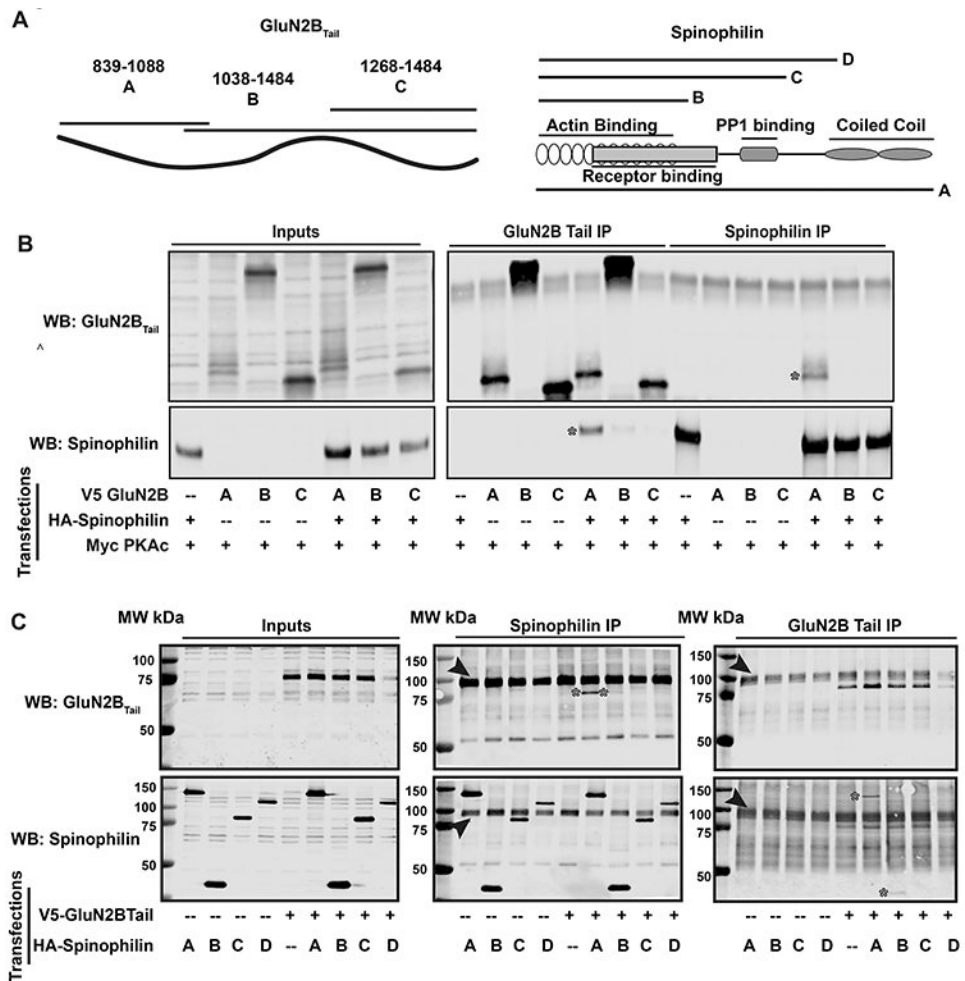 A
GluN2BTail
839-1088
A
1038-1484
B
1268-1484
C
Spinophilin
D
C
B
Actin Binding
PP1 binding
Coiled Coil
Receptor binding
A
B
Inputs
GluN2B Tail IP
Spinophilin IP
WB: GluN2BTail
^
*
WB: Spinophilin
*
Transfections
V5 GluN2B -- A B C A B C -- A B C A B C -- A B C A B C
HA-Spinophilin + -- -- -- + + + + -- -- -- + + + + -- -- -- + + +
Myc PKAc + + + + + + + + + + + + + + + + + + + + +
C
MW kDa
Inputs
MW kDa
Spinophilin IP
MW kDa
GluN2B Tail IP
WB: GluN2BTail
100
75
50
150
100
75
50
* *
150
100
75
50
WB: Spinophilin
150
100
75
50
150
100
75
50
150
100
75
50
*
*
Transfections
V5-GluN2BTail -- -- -- -- + + + + + -- -- -- -- + + + + + -- -- -- -- + + + + +
HA-Spinophilin A B C D -- A B C D A B C D -- A B C D A B C D -- A B C D